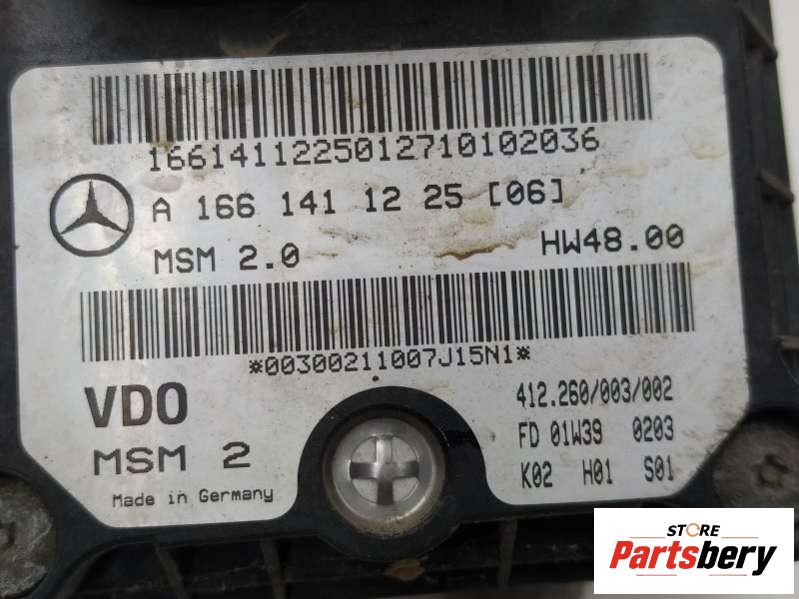 1661411225012710102036
A 166 141 12 25 [06]
MSM 2.0 HW48.00
*00300211007J15N1*
VDO
412.260/003/002
MSM 2
FD 01W39 0203
K02 H01 S01
Made in Germany
STORE
Partsbery